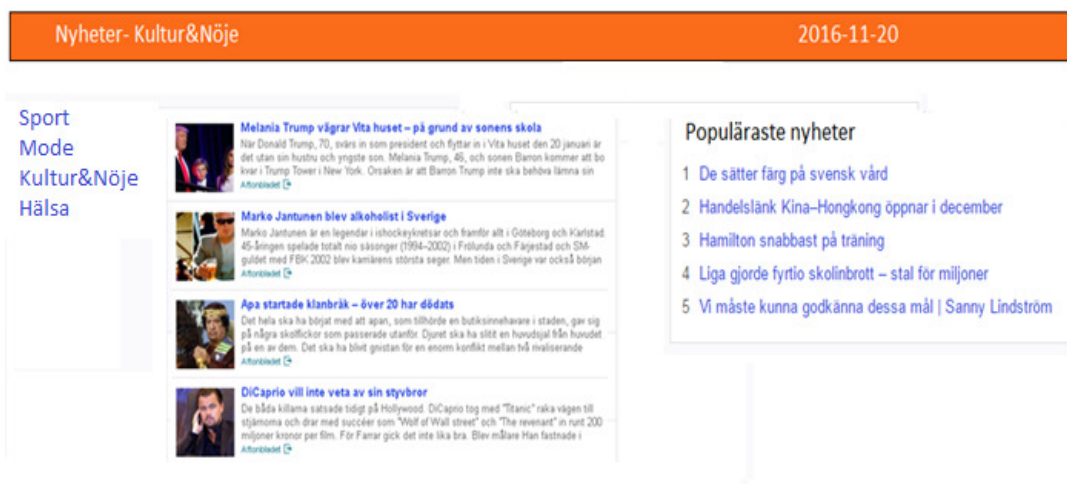 Nyheter- Kultur&Nöje 2016-11-20
Sport
Mode
Kultur&Nöje
Hälsa
Melania Trump vägrar Vita huset – på grund av sonens skola
När Donald Trump, 70, svärs in som president och flyttar in i Vita huset den 20 januari är
det utan sin hustru och yngste son. Melania Trump, 46, och sonen Barron kommer att bo
kvar i Trump Tower i New York. Orsaken är att Barron Trump inte ska behöva lämna sin
Aftonbladet
Marko Jantunen blev alkoholist i Sverige
Marko Jantunen är en legendar i ishockeykretsar och framför allt i Göteborg och Karlstad.
45-åringen spelade totalt nio säsonger (1994–2002) i Frölunda och Färjestad och SM-
guldet med FBK 2002 blev karriärens största seger. Men tiden i Sverige var också början
Aftonbladet
Apa startade klanbråk – över 20 har dödats
Det hela ska ha börjat med att apan, som tillhörde en butiksinnehavare i staden, gav sig
på några skolflickor som passerade utanför. Djuret ska ha slitit en huvudsjal från huvudet
på en av dem. Det ska ha blivit gnistan för en enorm konflikt mellan två rivaliserande
Aftonbladet
DiCaprio vill inte veta av sin styvbror
De båda killarna satsade tidigt på Hollywood. DiCaprio tog med "Titanic" raka vägen till
stjärnorna och drar med succéer som "Wolf of Wall street" och "The revenant" in runt 200
miljoner kronor per film. För Farrar gick det inte lika bra. Blev målare Han fastnade i
Aftonbladet
Populäraste nyheter
1 De sätter färg på svensk vård
2 Handelslänk Kina–Hongkong öppnar i december
3 Hamilton snabbast på träning
4 Liga gjorde fyrtio skolinbrott – stal för miljoner
5 Vi måste kunna godkänna dessa mål | Sanny Lindström